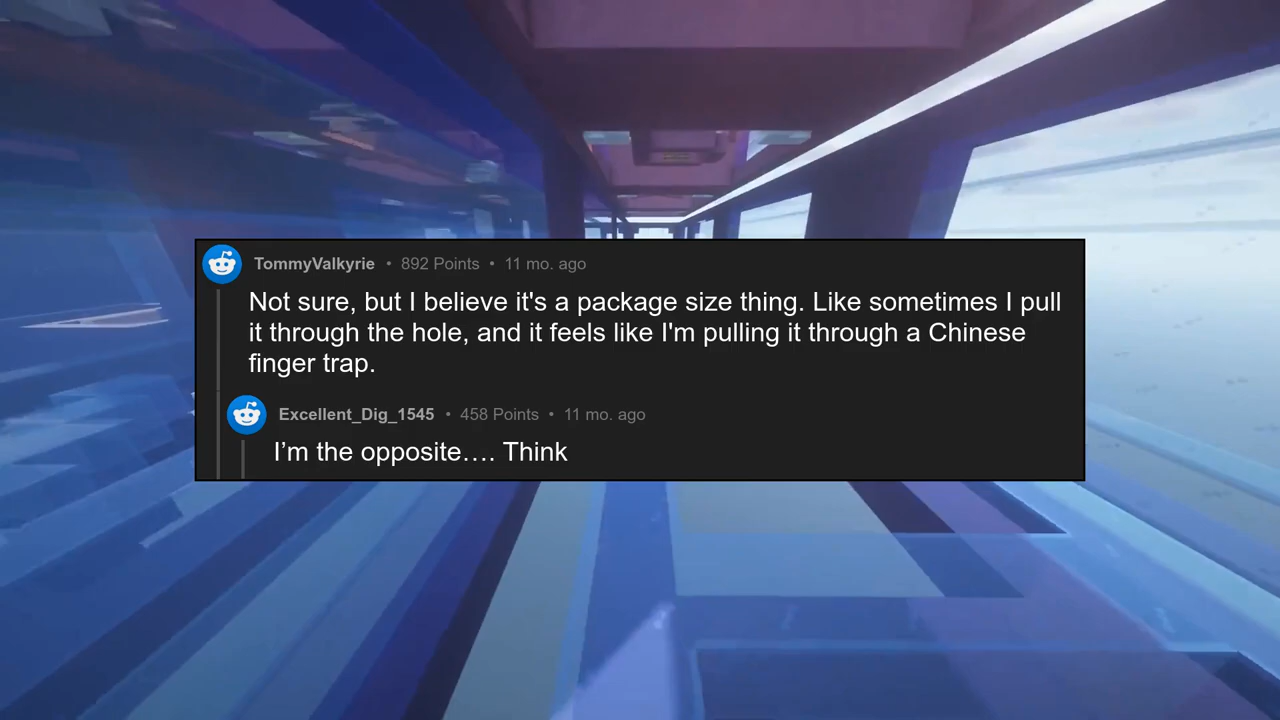 TommyValkyrie • 892 Points • 11 mo. ago
Not sure, but I believe it's a package size thing. Like sometimes I pull
it through the hole, and it feels like I'm pulling it through a Chinese
finger trap.
Excellent_Dig_1545 • 458 Points • 11 mo. ago
I’m the opposite…. Think